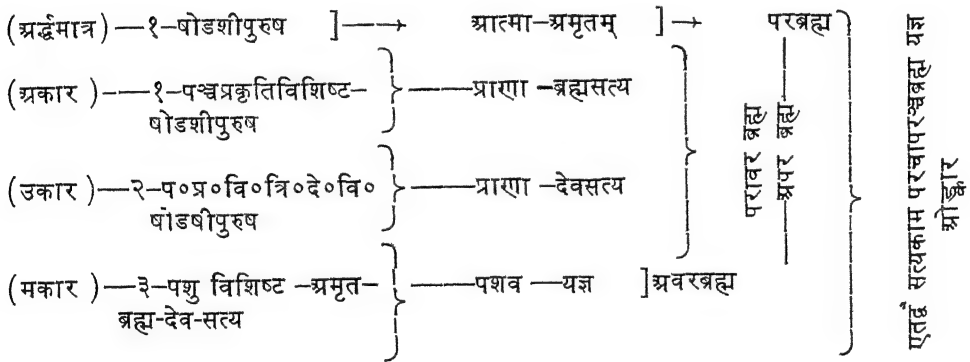 (अर्द्धमात्र)—१-षोडशीपुरुष ]—→ आत्मा-अमृतम् ]→ परब्रह्म
(अकार)—१-पञ्चप्रकृतिविशिष्ट- षोडशीपुरुष } ——प्राणा -ब्रह्मसत्य
(उकार)—२-प०प्र०वि०त्रि०दे०वि० षोडषीपुरुष } ——प्राणा -देवसत्य
(मकार)—३-पशु विशिष्ट -अमृत- ब्रह्म-देव-सत्य } ——पशव —यज्ञ ]अवरब्रह्म
परावर ब्रह्म
—अपर ब्रह्म—
एतद्वै सत्यकाम परचापरञ्चब्रह्म यज्ञ
ओङ्कार